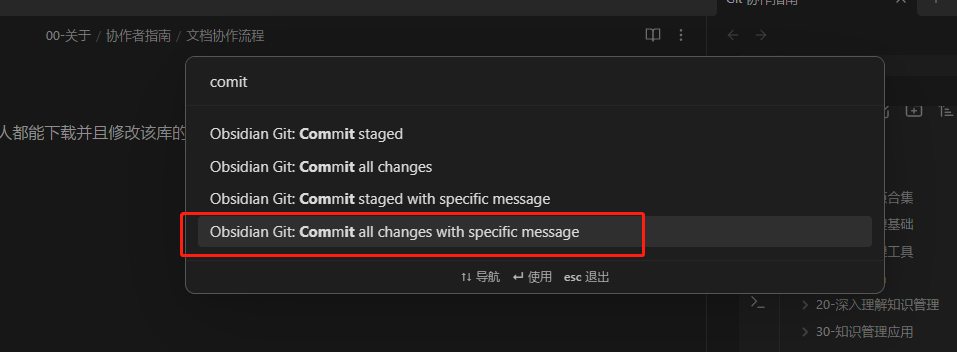 Git 协作指南
00-关于 / 协作者指南 / 文档协作流程
comit
人都能下载并且修改该库的
Obsidian Git: Commit staged
Obsidian Git: Commit all changes
Obsidian Git: Commit staged with specific message
合集
Obsidian Git: Commit all changes with specific message
理基础
理工具
↑↓ 导航 ↵ 使用 esc 退出
20-深入理解知识管理
30-知识管理应用